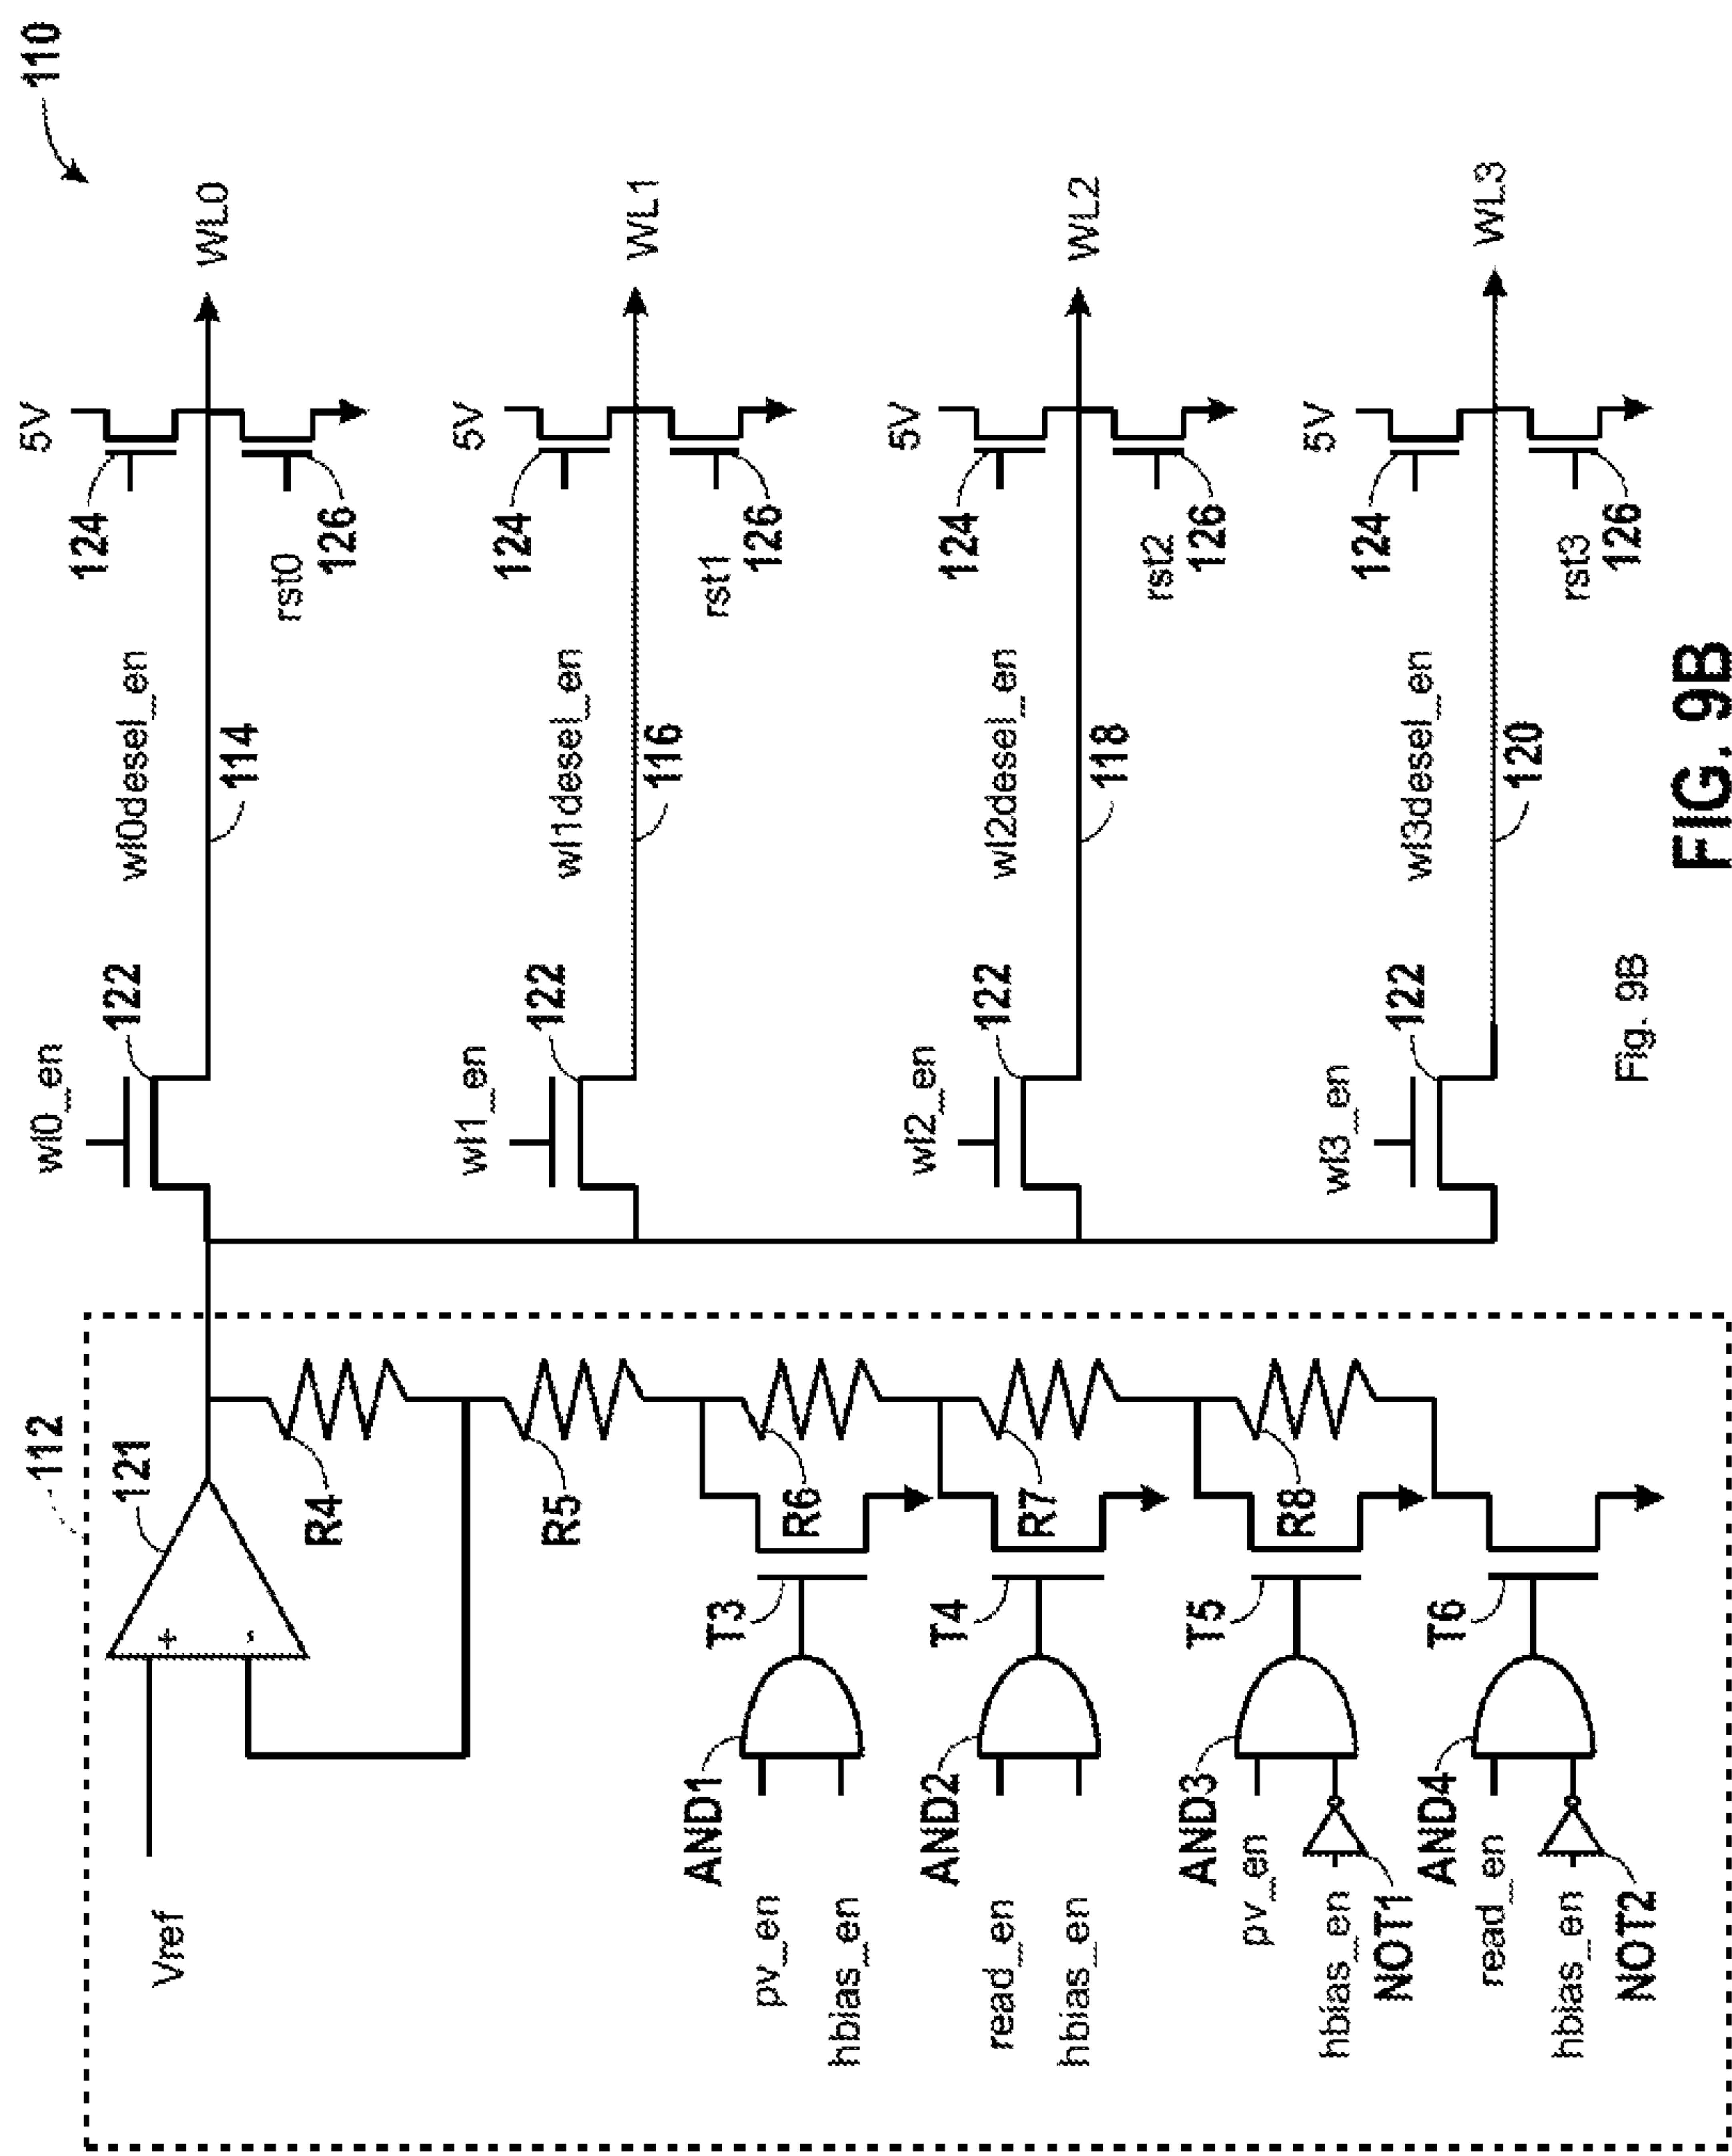 110
112
121
Vref
R4
R5
R6
R7
R8
T3
T4
T5
T6
AND1
pv_en
hbias_en
AND2
read_en
hbias_en
AND3
pv_en
hbias_en
NOT1
AND4
read_en
hbias_en
NOT2
+
-
wl0_en
122
wl0desel_en
114
5V
124
rst0
126
WL0
wl1_en
122
wl1desel_en
116
5V
124
rst1
126
WL1
wl2_en
122
wl2desel_en
118
5V
124
rst2
126
WL2
wl3_en
122
wl3desel_en
120
5V
124
rst3
126
WL3
Fig. 9B
FIG. 9B